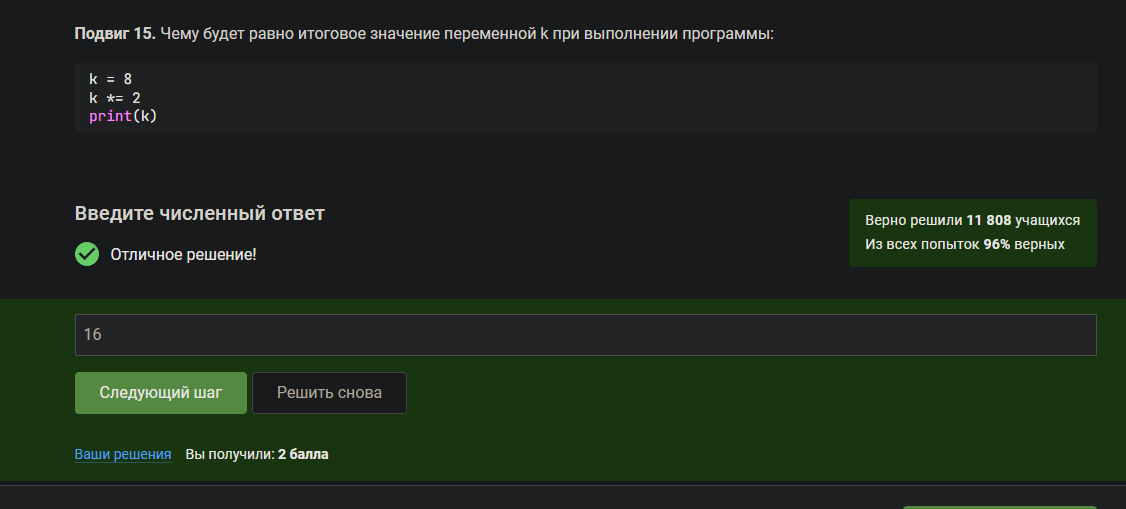 Подвиг 15. Чему будет равно итоговое значение переменной k при выполнении программы:
k = 8
k *= 2
print(k)
Введите численный ответ
Отличное решение!
Верно решили 11 808 учащихся
Из всех попыток 96% верных
16
Следующий шаг
Решить снова
Ваши решения
Вы получили: 2 балла